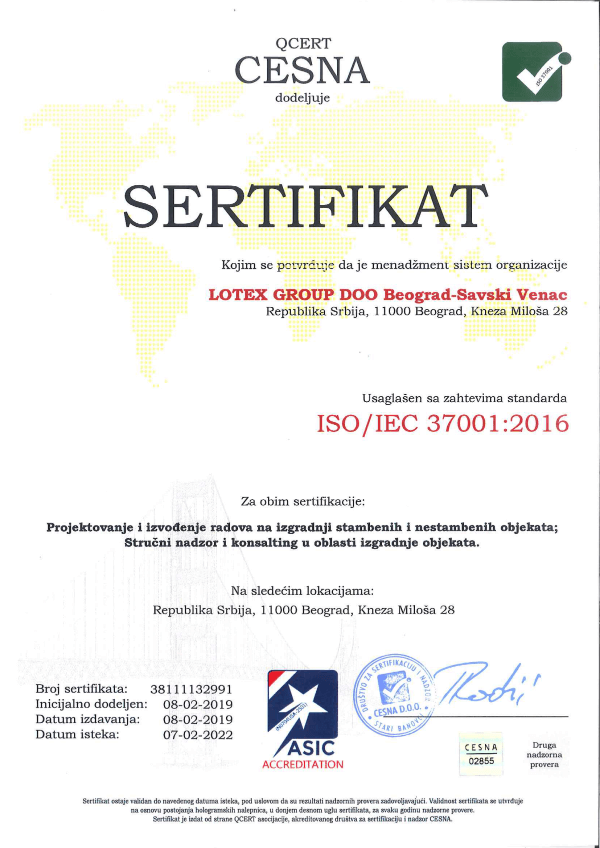 QCERT
CESNA
dodeljuje
ISO 37001
SERTIFIKAT
Kojim se potvrđuje da je menadžment sistem organizacije
LOTEX GROUP DOO Beograd-Savski Venac
Republika Srbija, 11000 Beograd, Kneza Miloša 28
Usaglašen sa zahtevima standarda
ISO/IEC 37001:2016
Za obim sertifikacije:
Projektovanje i izvođenje radova na izgradnji stambenih i nestambenih objekata;
Stručni nadzor i konsalting u oblasti izgradnje objekata.
Na sledećim lokacijama:
Republika Srbija, 11000 Beograd, Kneza Miloša 28
Broj sertifikata: 38111132991
Inicijalno dodeljen: 08-02-2019
Datum izdavanja: 08-02-2019
Datum isteka: 07-02-2022
ASIC
ACCREDITATION
DRUŠTVO ZA SERTIFIKACIJU I NADZOR
CESNA D.O.O.
STARI BANOVCI
CESNA
02855
Druga
nadzorna
provera
Sertifikat ostaje validan do navedenog datuma isteka, pod uslovom da su rezultati nadzornih provera zadovoljavajući. Validnost sertifikata se utvrđuje
na osnovu postojanja hologramskih nalepnica, u donjem desnom uglu sertifikata, za svaku godinu nadzorne provere.
Sertifikat je izdat od strane QCERT asocijacije, akreditovanog društva za sertifikaciju i nadzor CESNA.